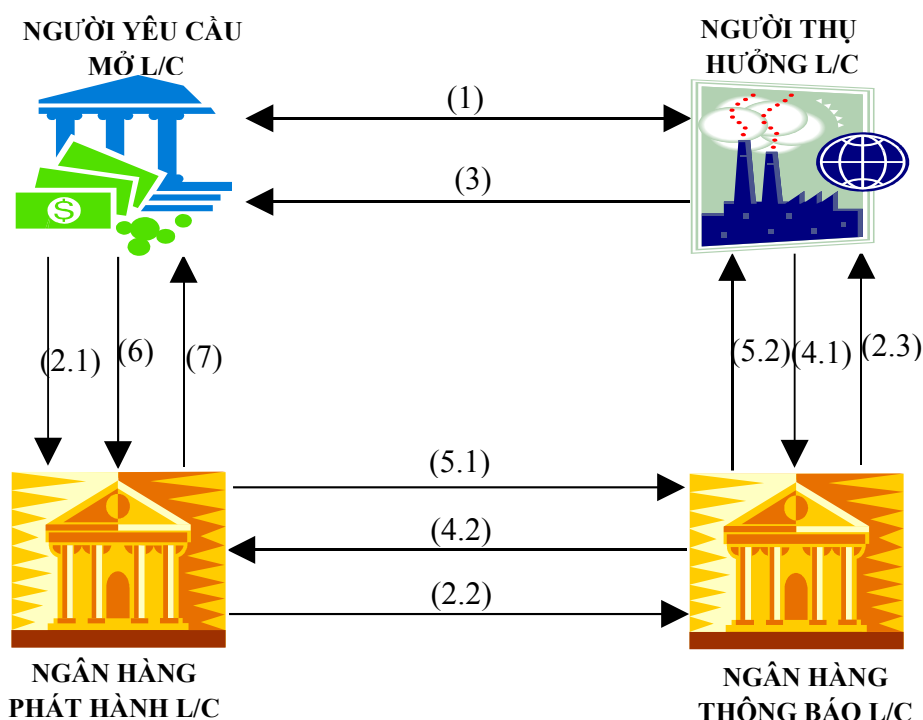 NGƯỜI YÊU CẦU
MỞ L/C
NGƯỜI THỤ
HƯỞNG L/C
(1)
(3)
$
(2.1)
(6)
(7)
(5.2)
(4.1)
(2.3)
(5.1)
(4.2)
(2.2)
NGÂN HÀNG
PHÁT HÀNH L/C
NGÂN HÀNG
THÔNG BÁO L/C